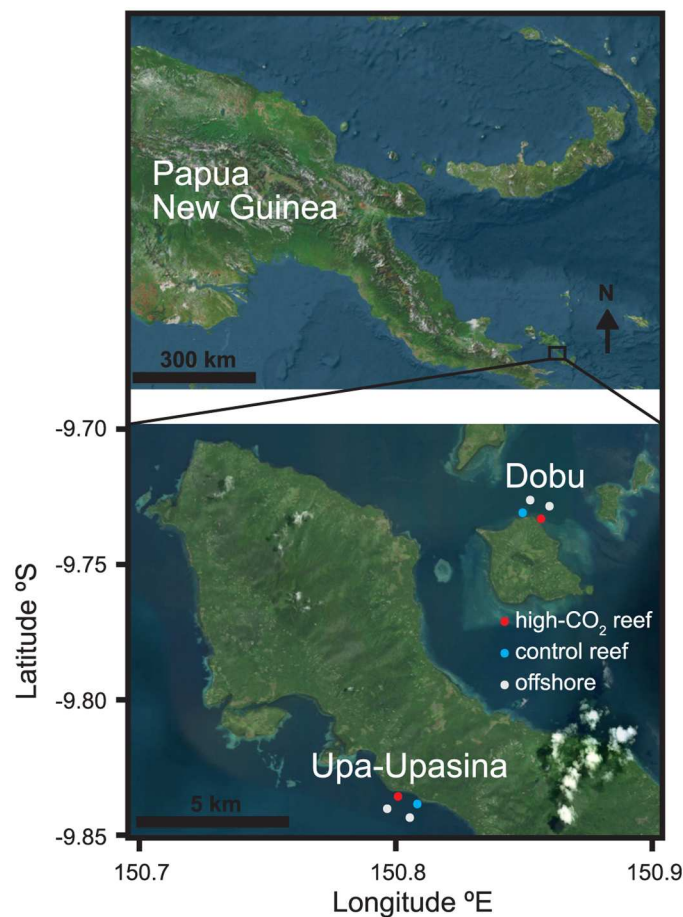 Papua
New Guinea
N
300 km
-9.70
Dobu
-9.75
high-CO₂ reef
control reef
offshore
-9.80
Upa-Upasina
5 km
-9.85
150.7
150.8
150.9
Latitude ºS
Longitude ºE